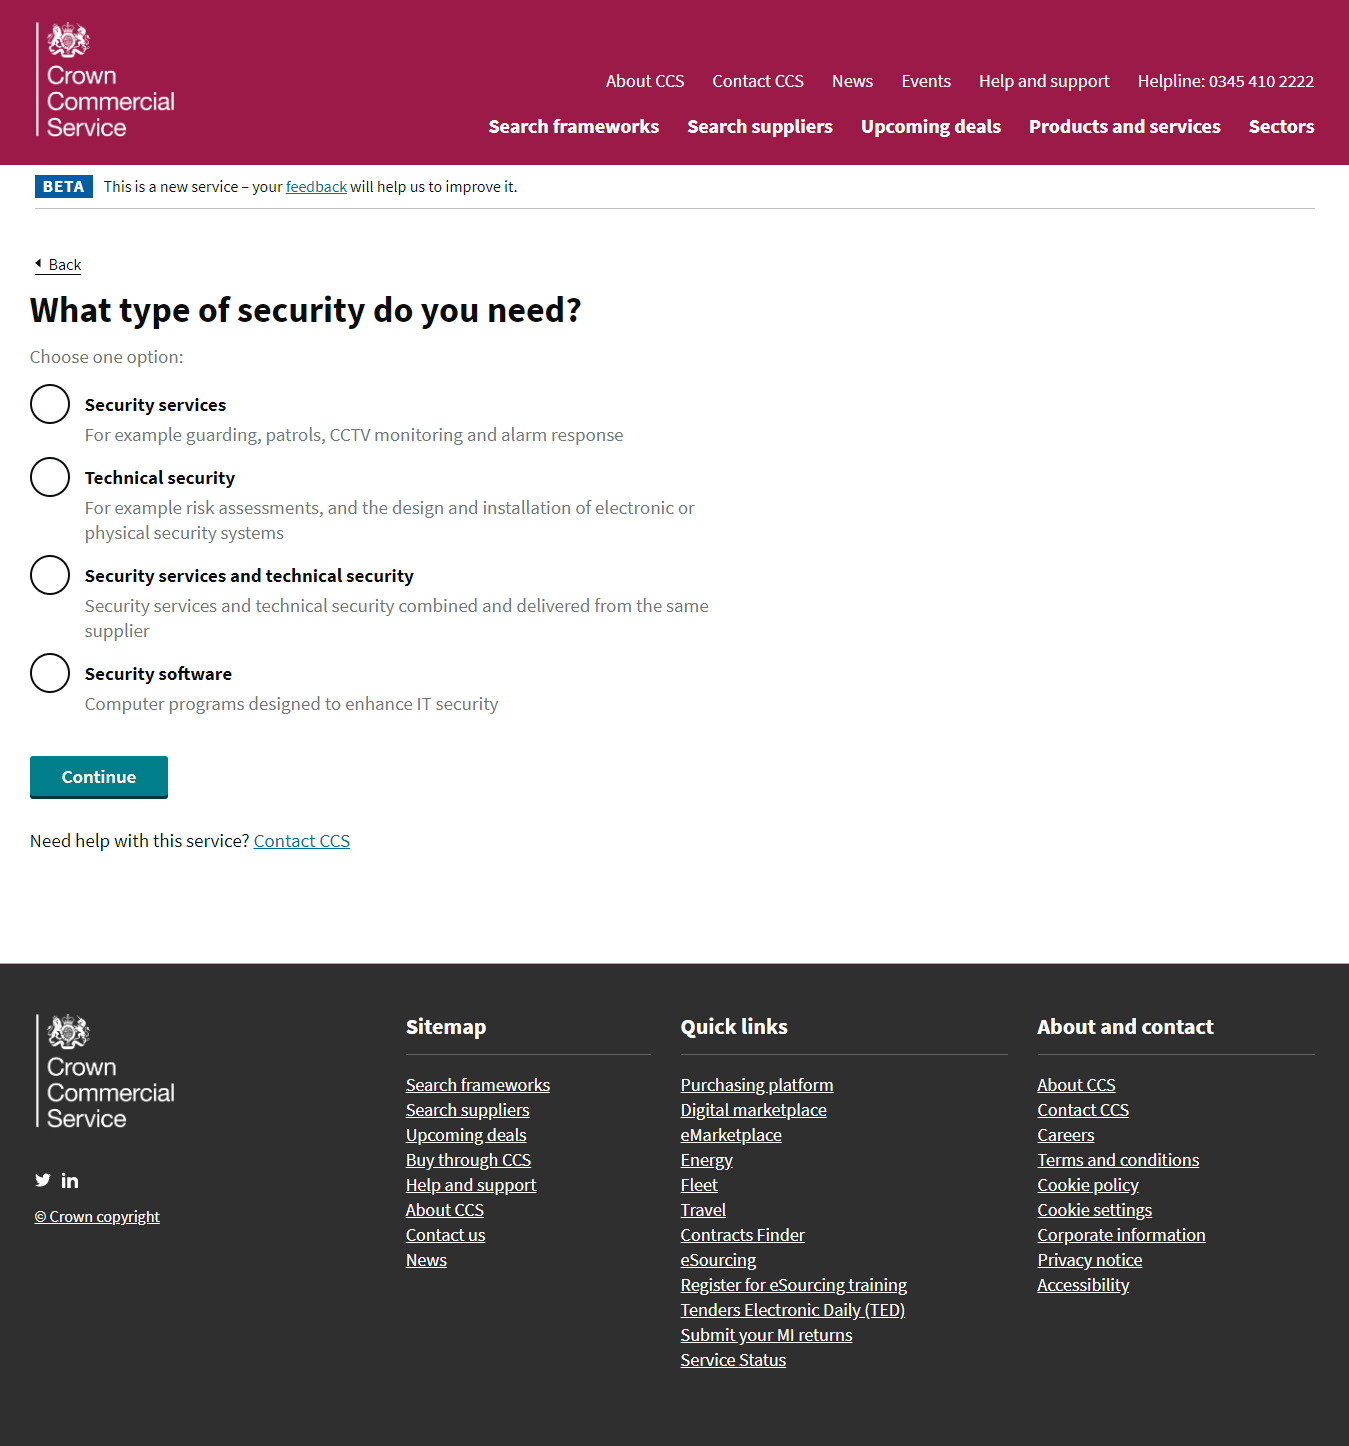 Crown
Commercial
Service
About CCS Contact CCS News Events Help and support Helpline: 0345 410 2222
Search frameworks Search suppliers Upcoming deals Products and services Sectors
BETA This is a new service – your feedback will help us to improve it.
Back
What type of security do you need?
Choose one option:
Security services
For example guarding, patrols, CCTV monitoring and alarm response
Technical security
For example risk assessments, and the design and installation of electronic or
physical security systems
Security services and technical security
Security services and technical security combined and delivered from the same
supplier
Security software
Computer programs designed to enhance IT security
Continue
Need help with this service? Contact CCS
Crown
Commercial
Service
© Crown copyright
Sitemap
Search frameworks
Search suppliers
Upcoming deals
Buy through CCS
Help and support
About CCS
Contact us
News
Quick links
Purchasing platform
Digital marketplace
eMarketplace
Energy
Fleet
Travel
Contracts Finder
eSourcing
Register for eSourcing training
Tenders Electronic Daily (TED)
Submit your MI returns
Service Status
About and contact
About CCS
Contact CCS
Careers
Terms and conditions
Cookie policy
Cookie settings
Corporate information
Privacy notice
Accessibility